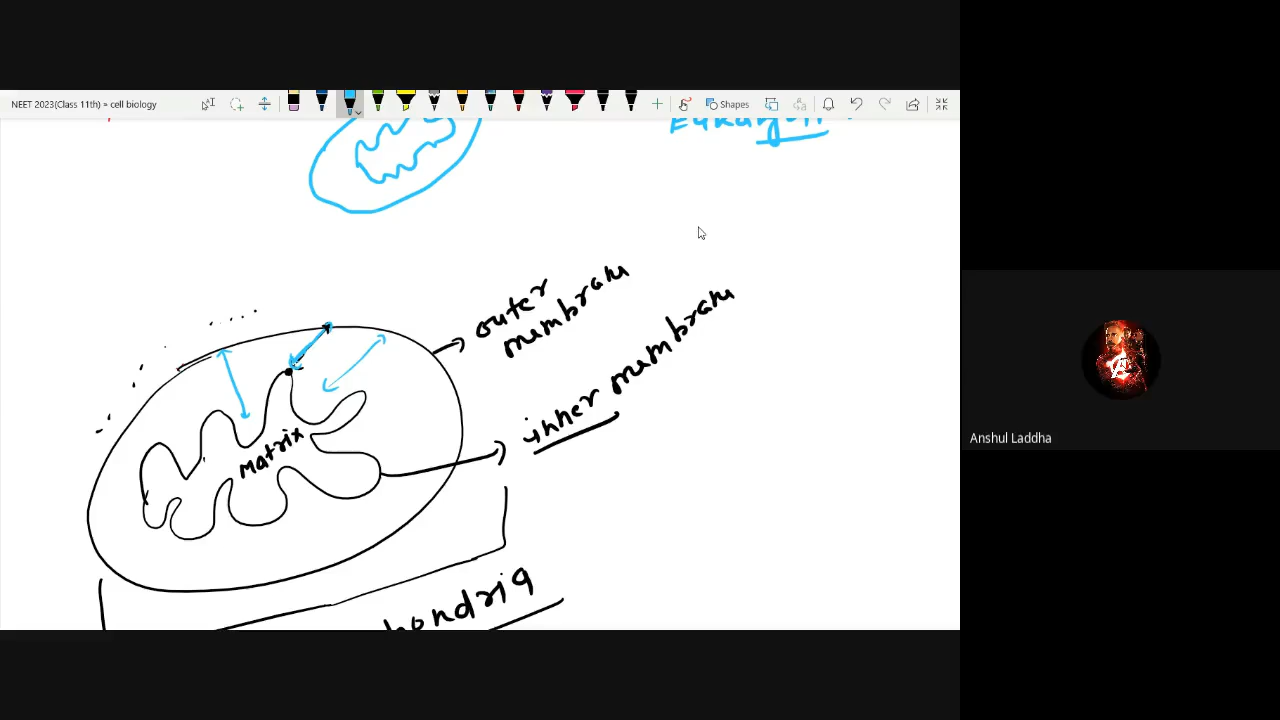 NEET 2023(Class 11th) » cell biology
Shapes
outer
membrane
inner membrane
Matrix
Anshul Laddha